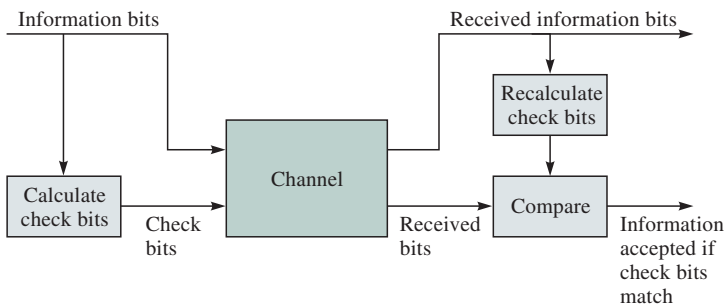 Information bits
Received information bits
Recalculate
check bits
Channel
Calculate
check bits
Check
bits
Received
bits
Compare
Information
accepted if
check bits
match